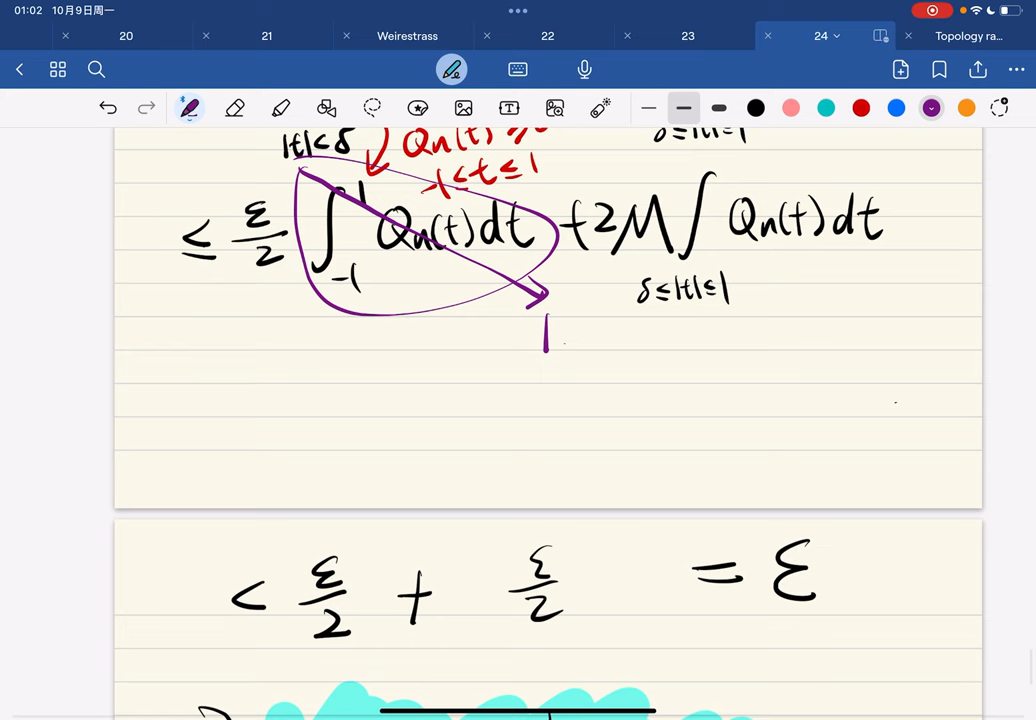 01:02 10月9日周一
20 21 Weirestrass 22 23 24 Topology ra...
|t|<δ Qn(t) ≥0 δ≤|t|≤1
-1≤t≤1
≤ ε/2 ∫_{-1}^{1} Qn(t)dt + 2M ∫_{δ≤|t|≤1} Qn(t)dt
1
< ε/2 + ε/2 = ε